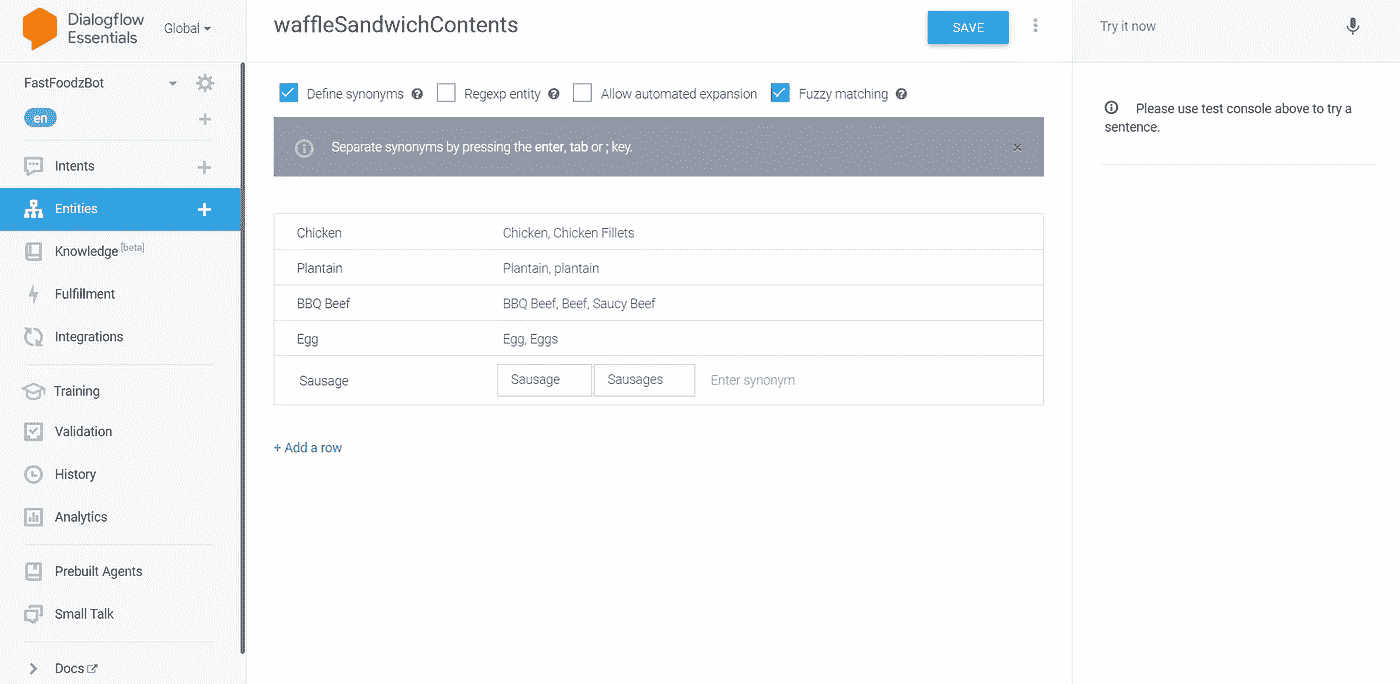 Dialogflow
Essentials
Global
waffleSandwichContents
SAVE
Try it now
FastFoodzBot
en
Define synonyms
Regexp entity
Allow automated expansion
Fuzzy matching
Please use test console above to try a
sentence.
Separate synonyms by pressing the enter, tab or ; key.
Intents
Entities
Knowledge [beta]
Fulfillment
Integrations
Training
Validation
History
Analytics
Prebuilt Agents
Small Talk
Docs
Chicken Chicken, Chicken Fillets
Plantain Plantain, plantain
BBQ Beef BBQ Beef, Beef, Saucy Beef
Egg Egg, Eggs
Sausage Sausage Sausages Enter synonym
+ Add a row